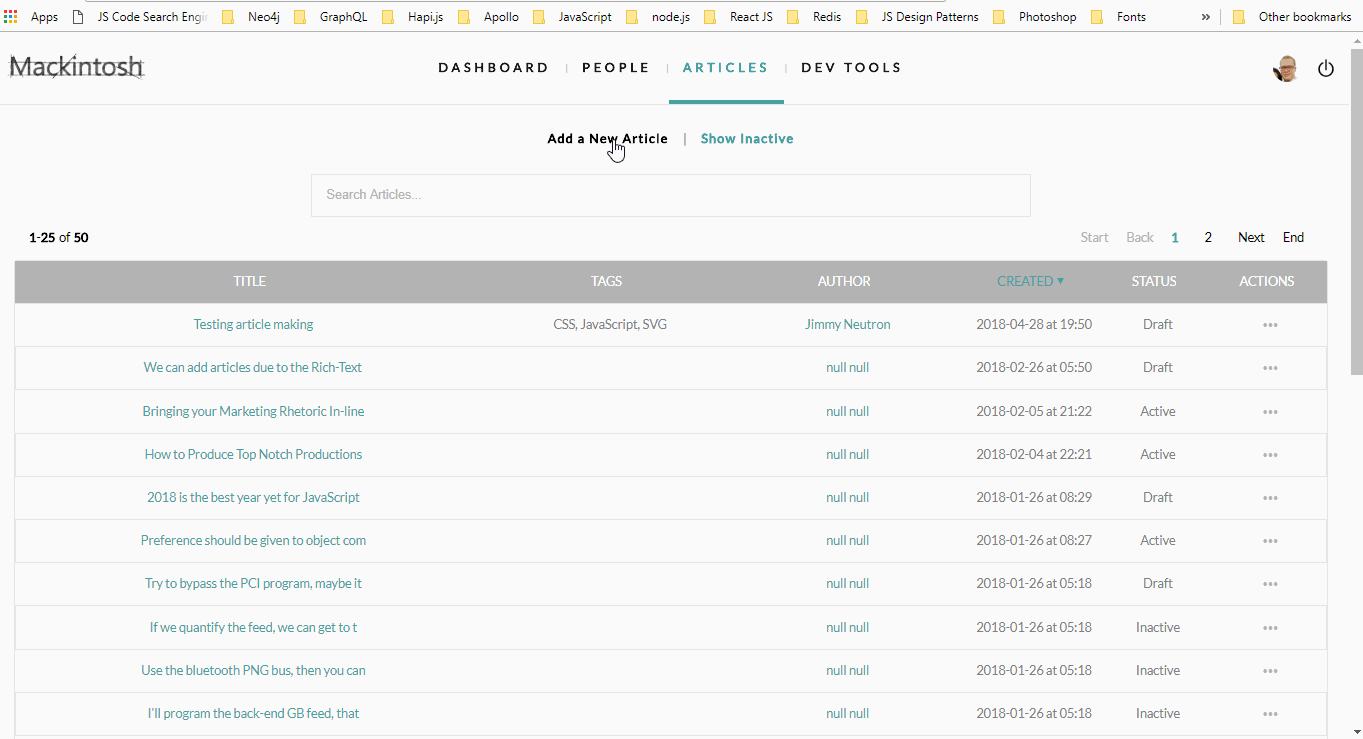 Apps JS Code Search Engin Neo4j GraphQL Hapi.js Apollo JavaScript node.js React JS Redis JS Design Patterns Photoshop Fonts » Other bookmarks
Mackintosh DASHBOARD | PEOPLE | ARTICLES | DEV TOOLS
Add a New Article | Show Inactive
Search Articles...
1-25 of 50 Start Back 1 2 Next End
TITLE TAGS AUTHOR CREATED ▼ STATUS ACTIONS
Testing article making CSS, JavaScript, SVG Jimmy Neutron 2018-04-28 at 19:50 Draft •••
We can add articles due to the Rich-Text null null 2018-02-26 at 05:50 Draft •••
Bringing your Marketing Rhetoric In-line null null 2018-02-05 at 21:22 Active •••
How to Produce Top Notch Productions null null 2018-02-04 at 22:21 Active •••
2018 is the best year yet for JavaScript null null 2018-01-26 at 08:29 Draft •••
Preference should be given to object com null null 2018-01-26 at 08:27 Active •••
Try to bypass the PCI program, maybe it null null 2018-01-26 at 05:18 Draft •••
If we quantify the feed, we can get to t null null 2018-01-26 at 05:18 Inactive •••
Use the bluetooth PNG bus, then you can null null 2018-01-26 at 05:18 Inactive •••
I'll program the back-end GB feed, that null null 2018-01-26 at 05:18 Inactive •••